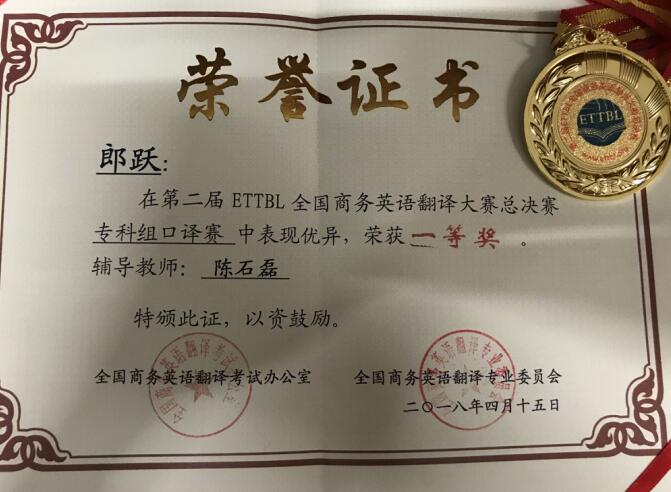 荣誉证书
郎跃:
在第二届 ETTBL 全国商务英语翻译大赛总决赛
专科组口译赛 中表现优异,荣获 一等奖 。
辅导教师: 陈石磊
特颁此证,以资鼓励。
全国商务英语翻译考试办公室
全国商务英语翻译专业委员会
二〇一八年四月十五日
ETTBL